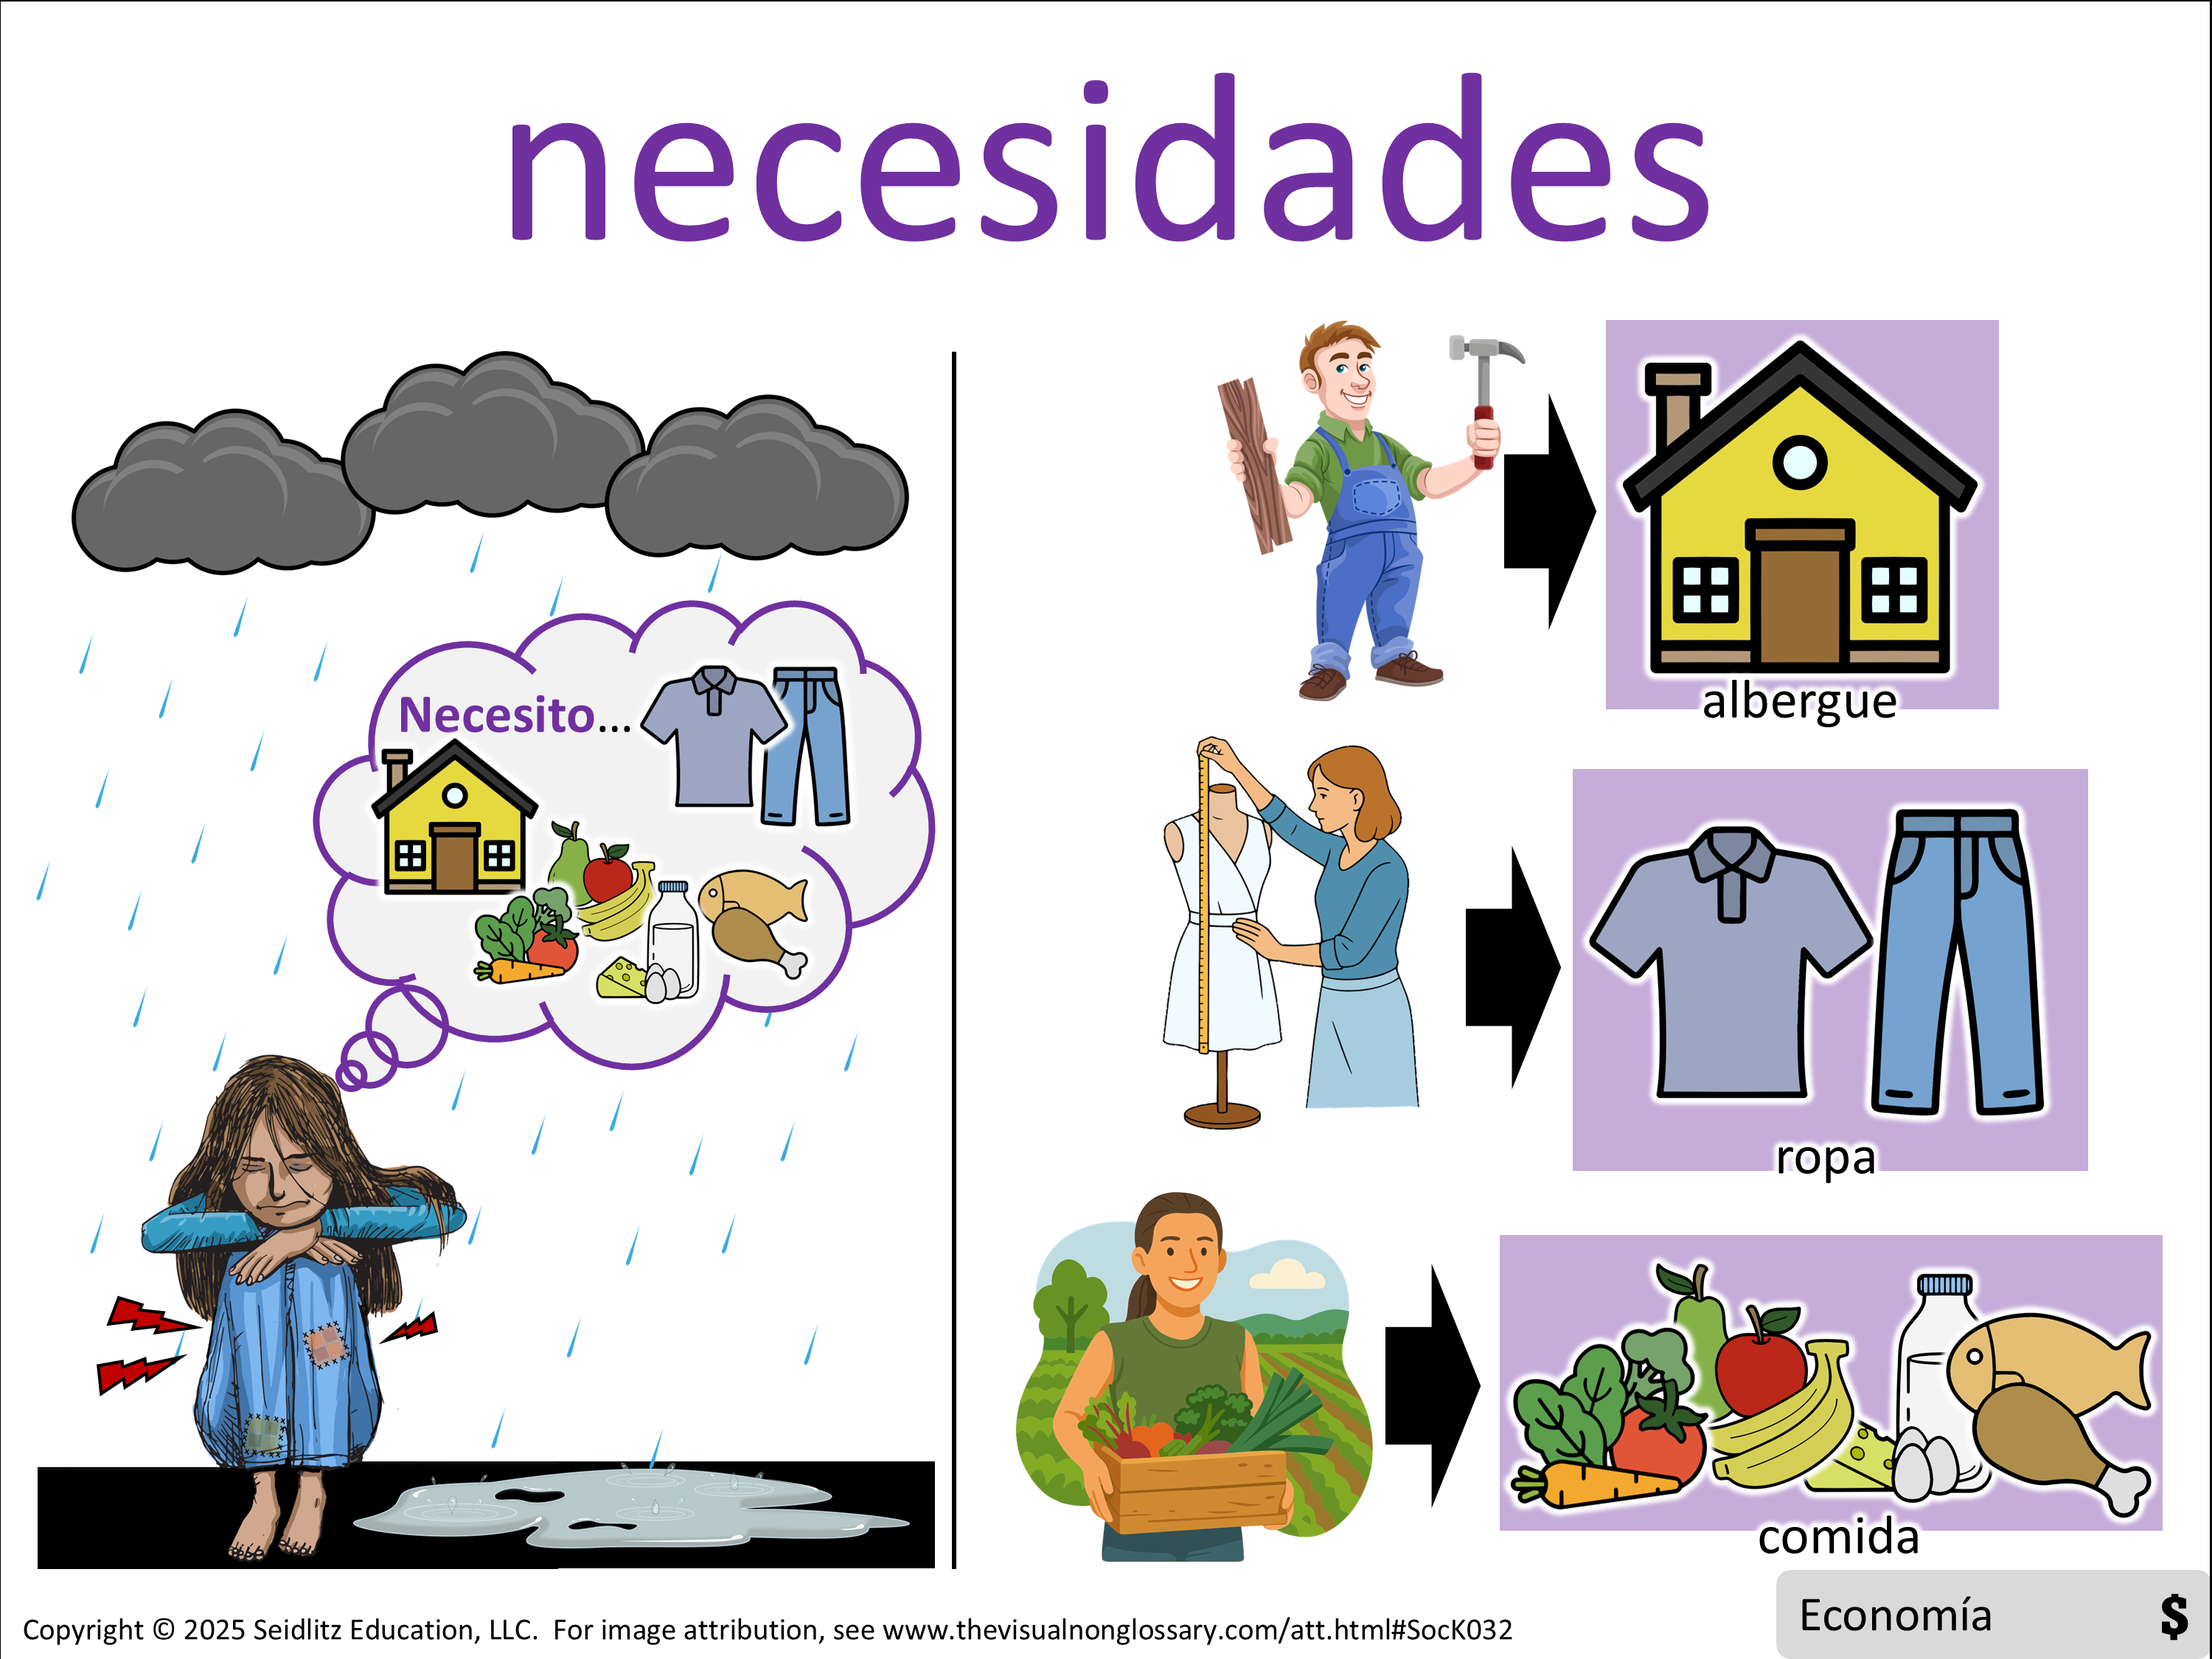 necesidades
Necesito...
albergue
ropa
comida
Economía $
Copyright © 2025 Seidlitz Education, LLC. For image attribution, see www.thevisualnonglossary.com/att.html#SocK032